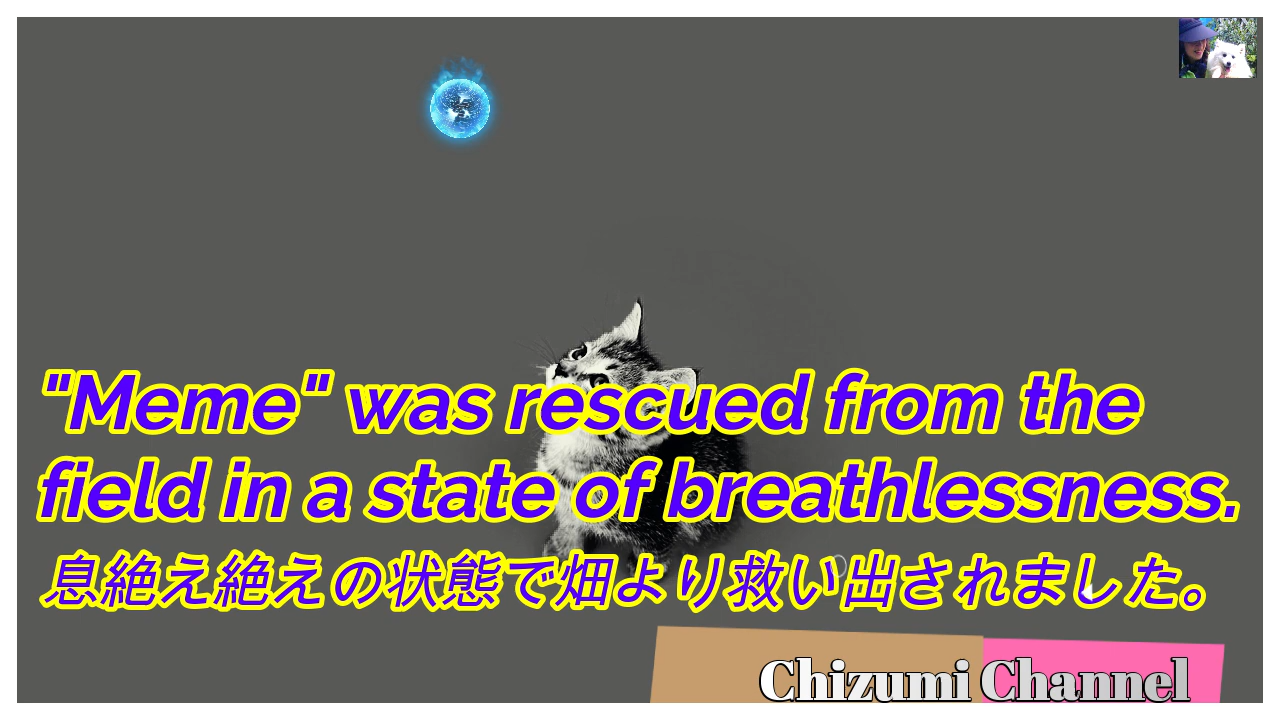 "Meme" was rescued from the
field in a state of breathlessness.
息絶え絶えの状態で畑より救い出されました。
Chizumi Channel